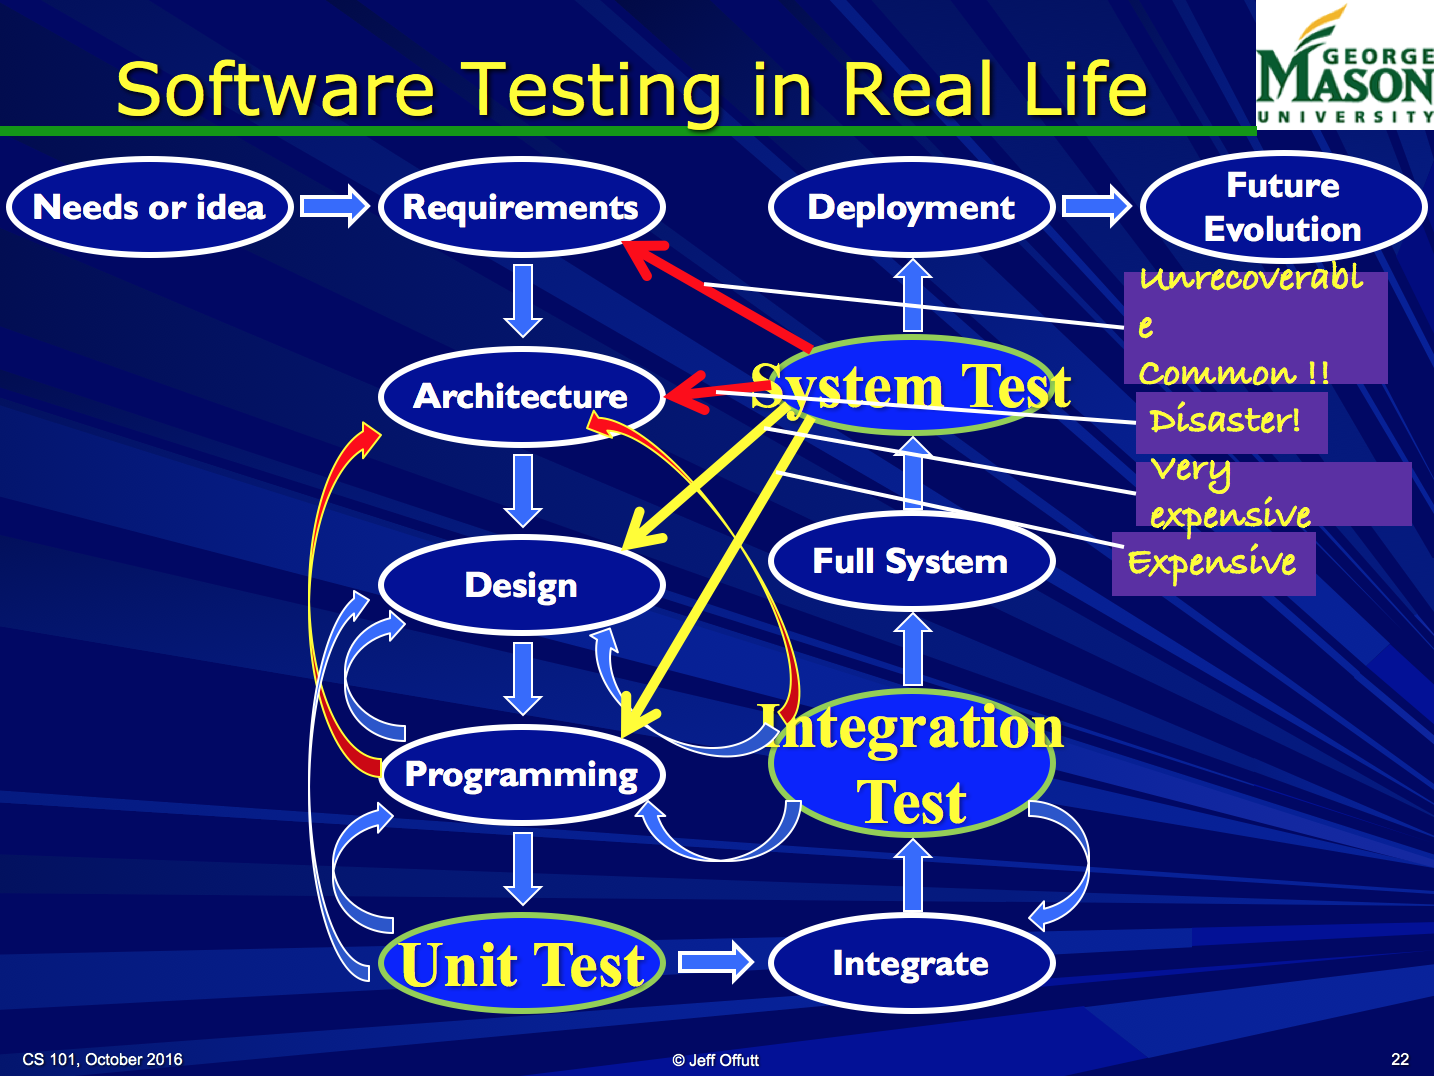 Software Testing in Real Life
GEORGE
MASON
UNIVERSITY
Needs or idea
Requirements
Deployment
Future
Evolution
Unrecoverabl
e
Common !!
Architecture
System Test
Disaster!
Very
expensive
Expensive
Design
Full System
Programming
Integration
Test
Unit Test
Integrate
CS 101, October 2016
© Jeff Offutt
22